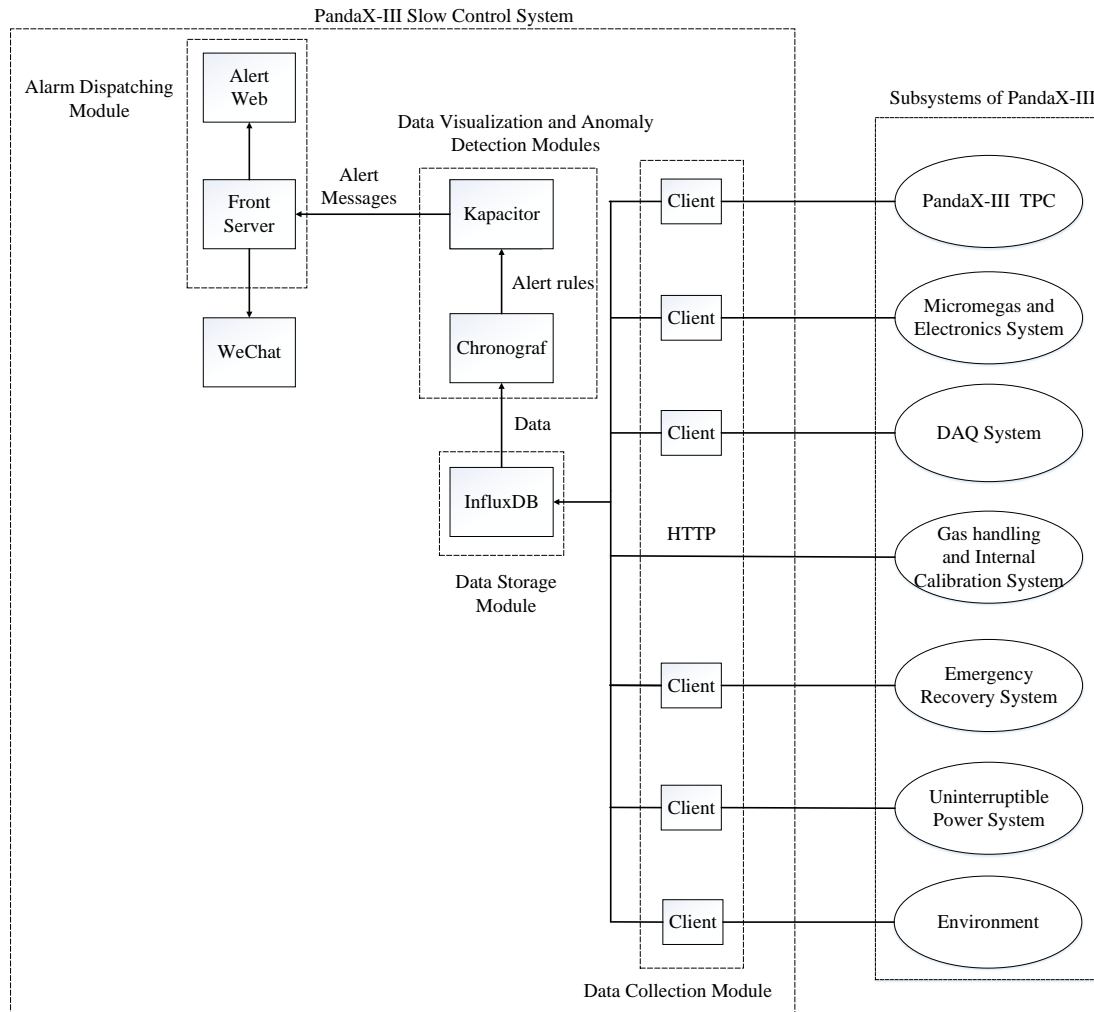 PandaX-III Slow Control System
Alarm Dispatching
Module
Alert
Web
Front
Server
WeChat
Alert
Messages
Data Visualization and Anomaly
Detection Modules
Kapacitor
Alert rules
Chronograf
Data
InfluxDB
Data Storage
Module
Client
Client
Client
HTTP
Client
Client
Client
Data Collection Module
Subsystems of PandaX-III
PandaX-III TPC
Micromegas and
Electronics System
DAQ System
Gas handling
and Internal
Calibration System
Emergency
Recovery System
Uninterruptible
Power System
Environment